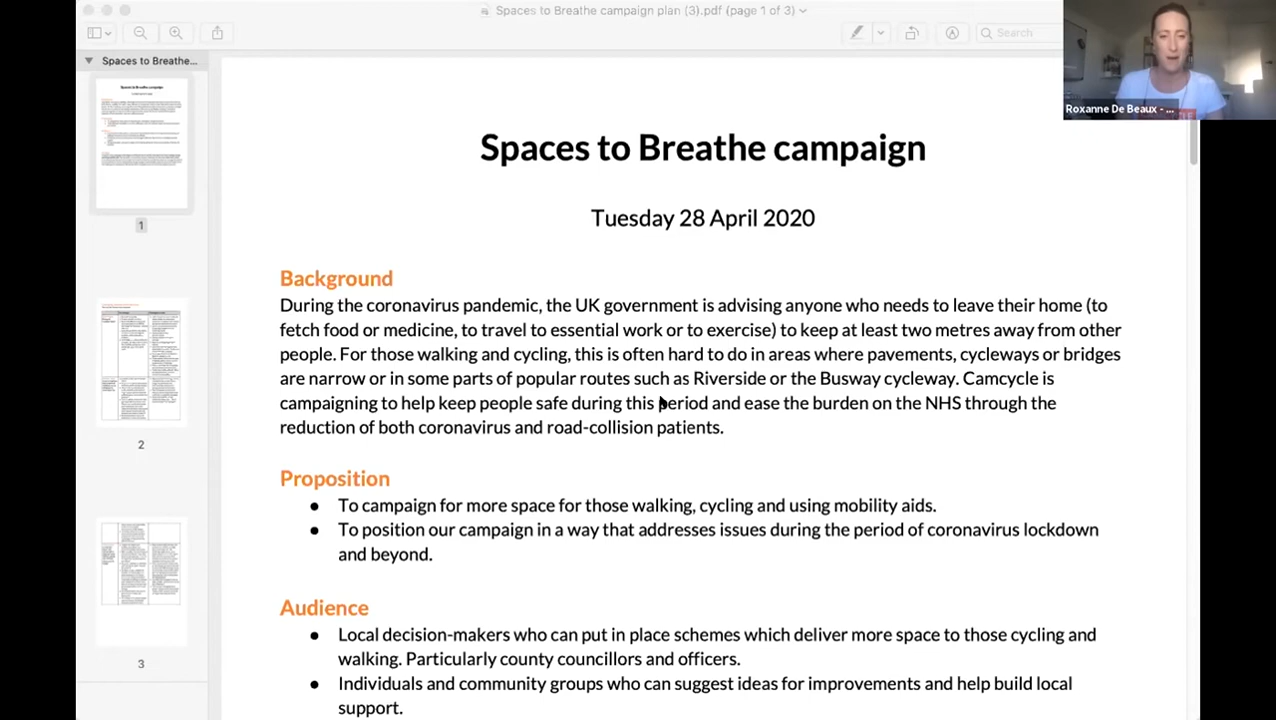 Spaces to Breathe campaign plan (3).pdf (page 1 of 3)
Search
Spaces to Breathe...
Roxanne De Beaux - ...
1
2
3
Spaces to Breathe campaign
Tuesday 28 April 2020
Background
During the coronavirus pandemic, the UK government is advising anyone who needs to leave their home (to
fetch food or medicine, to travel to essential work or to exercise) to keep at least two metres away from other
people. For those walking and cycling, this is often hard to do in areas where pavements, cycleways or bridges
are narrow or in some parts of popular routes such as Riverside or the Busway cycleway. Camcycle is
campaigning to help keep people safe during this period and ease the burden on the NHS through the
reduction of both coronavirus and road-collision patients.
Proposition
● To campaign for more space for those walking, cycling and using mobility aids.
● To position our campaign in a way that addresses issues during the period of coronavirus lockdown
and beyond.
Audience
● Local decision-makers who can put in place schemes which deliver more space to those cycling and
walking. Particularly county councillors and officers.
● Individuals and community groups who can suggest ideas for improvements and help build local
support.